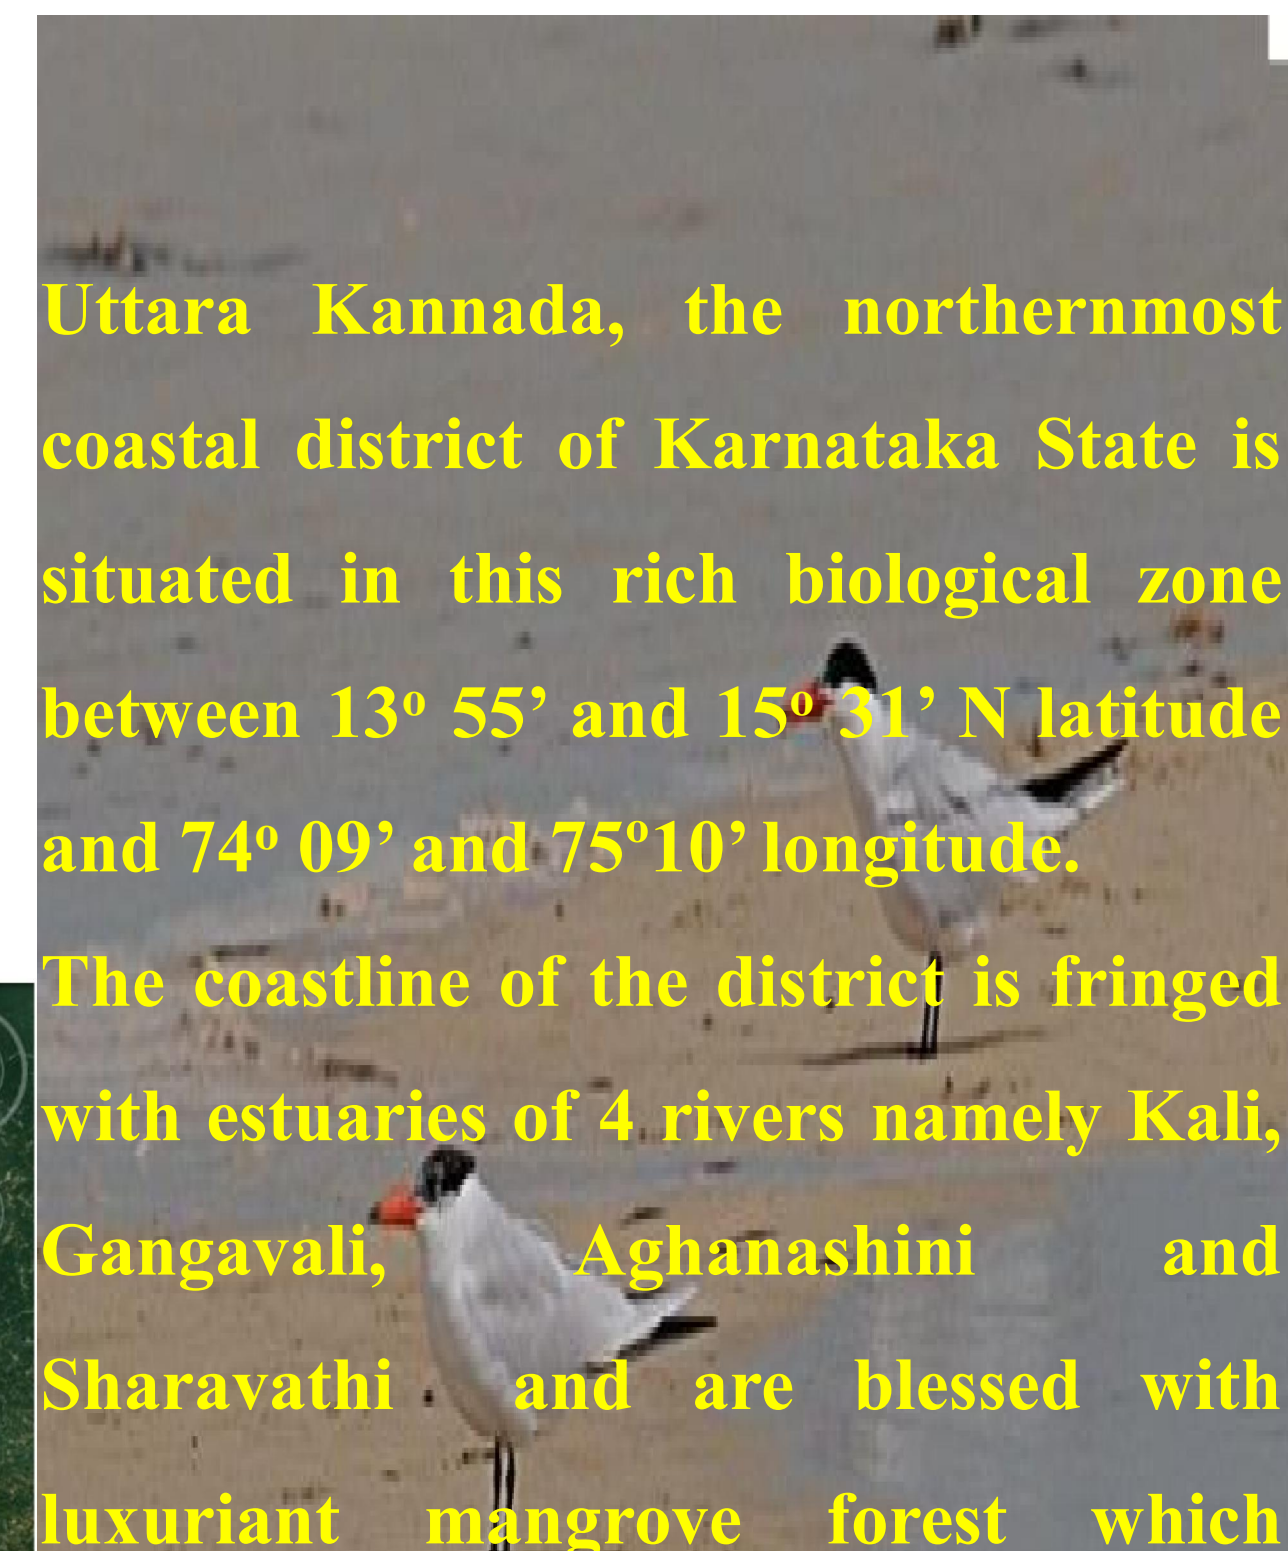 Uttara Kannada, the northernmost
coastal district of Karnataka State is
situated in this rich biological zone
between 13º 55’ and 15º 31’ N latitude
and 74º 09’ and 75º10’ longitude.
The coastline of the district is fringed
with estuaries of 4 rivers namely Kali,
Gangavali, Aghanashini and
Sharavathi and are blessed with
luxuriant mangrove forest which